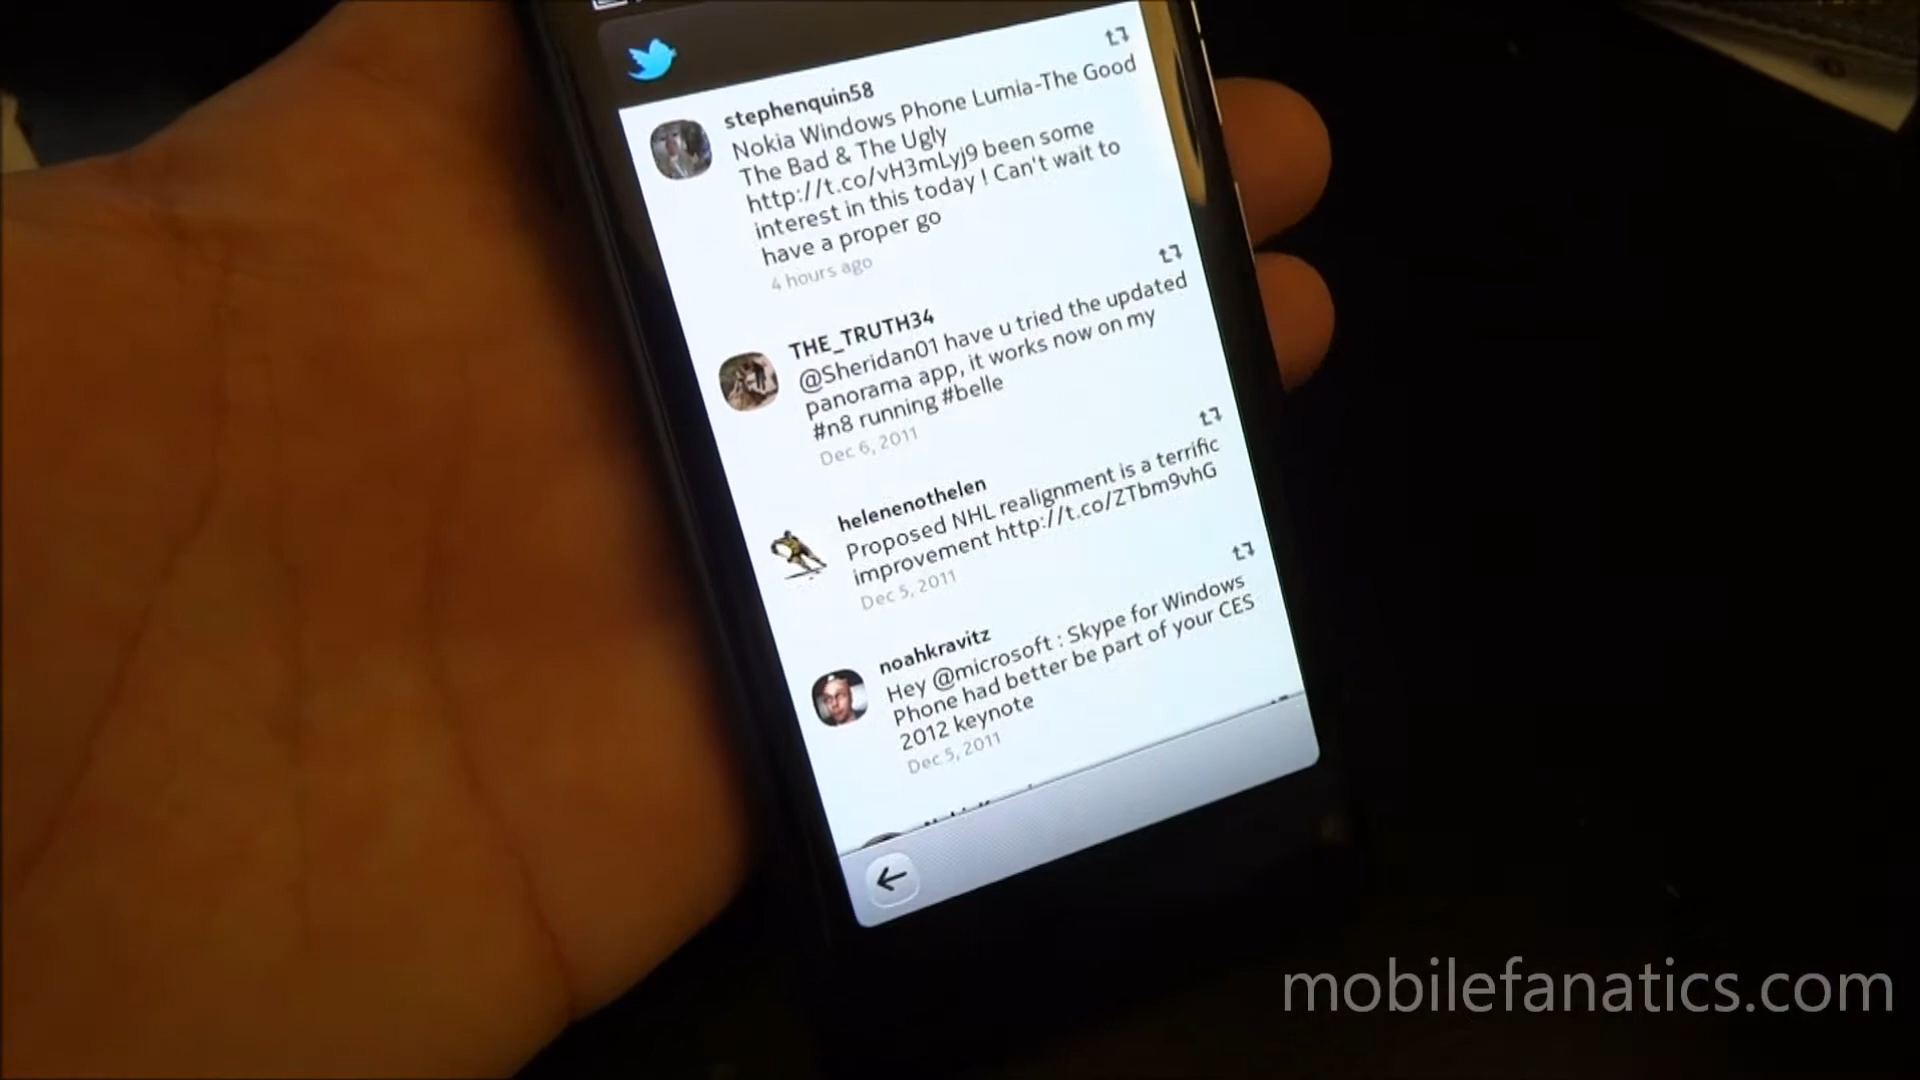 stephenquin58
Nokia Windows Phone Lumia-The Good
The Bad & The Ugly
http://t.co/vH3mLyj9 been some
interest in this today ! Can't wait to
have a proper go
4 hours ago
THE_TRUTH34
@Sheridan01 have u tried the updated
panorama app, it works now on my
#n8 running #belle
Dec 6, 2011
helenenothelen
Proposed NHL realignment is a terrific
improvement http://t.co/ZTbm9vhG
Dec 5, 2011
noahkravitz
Hey @microsoft : Skype for Windows
Phone had better be part of your CES
2012 keynote
Dec 5, 2011
mobilefanatics.com